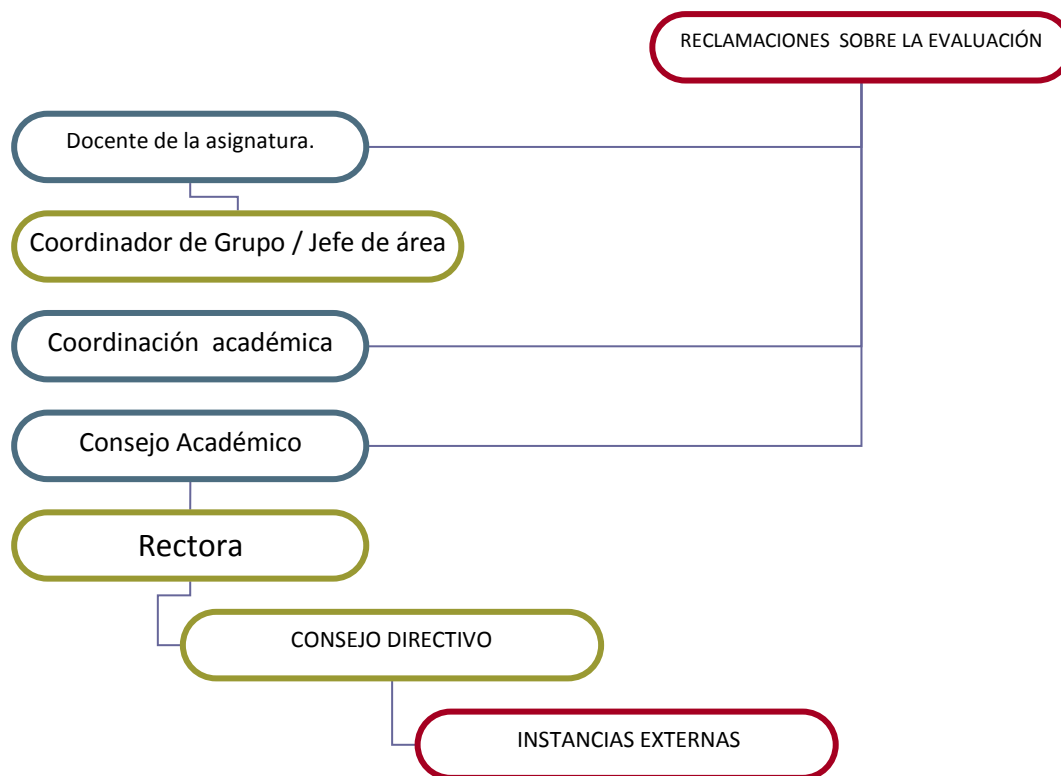 RECLAMACIONES SOBRE LA EVALUACIÓN
Docente de la asignatura.
Coordinador de Grupo / Jefe de área
Coordinación académica
Consejo Académico
Rectora
CONSEJO DIRECTIVO
INSTANCIAS EXTERNAS